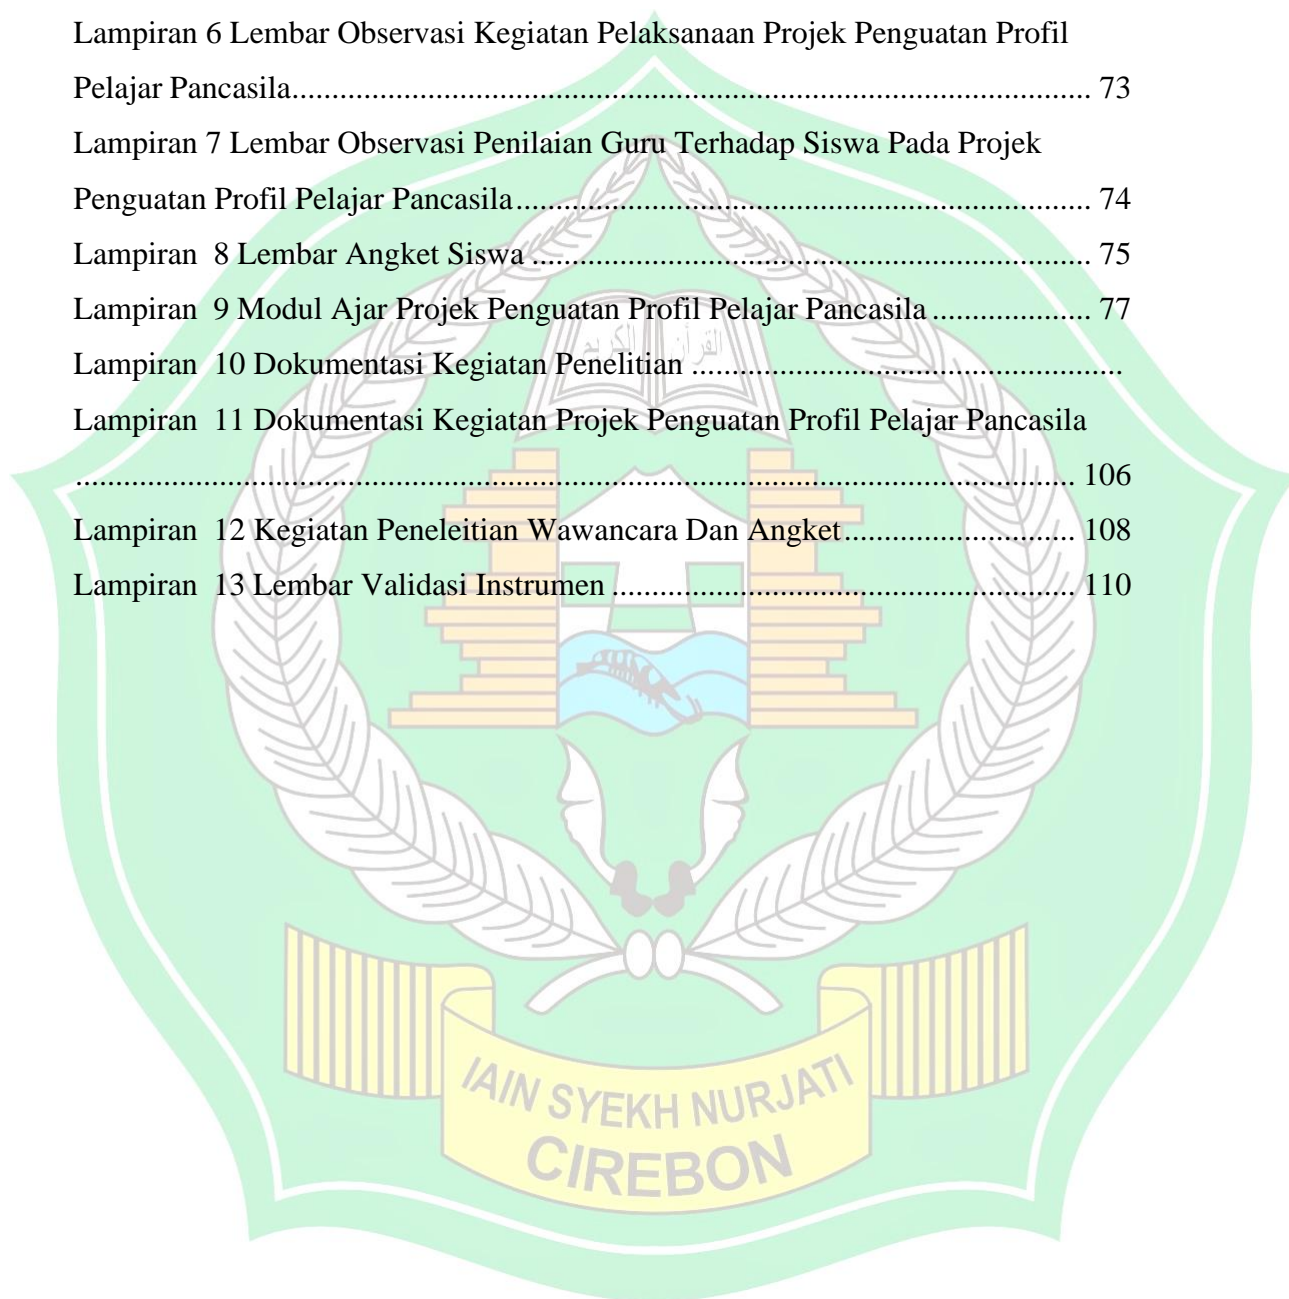 Lampiran 6 Lembar Observasi Kegiatan Pelaksanaan Projek Penguatan Profil
Pelajar Pancasila.................................................................................................... 73
Lampiran 7 Lembar Observasi Penilaian Guru Terhadap Siswa Pada Projek
Penguatan Profil Pelajar Pancasila........................................................................ 74
Lampiran 8 Lembar Angket Siswa ...................................................................... 75
Lampiran 9 Modul Ajar Projek Penguatan Profil Pelajar Pancasila .................... 77
Lampiran 10 Dokumentasi Kegiatan Penelitian ......................................................
Lampiran 11 Dokumentasi Kegiatan Projek Penguatan Profil Pelajar Pancasila
............................................................................................................................. 106
Lampiran 12 Kegiatan Peneleitian Wawancara Dan Angket............................. 108
Lampiran 13 Lembar Validasi Instrumen .......................................................... 110
القرآن الكريم
IAIN SYEKH NURJATI
CIREBON